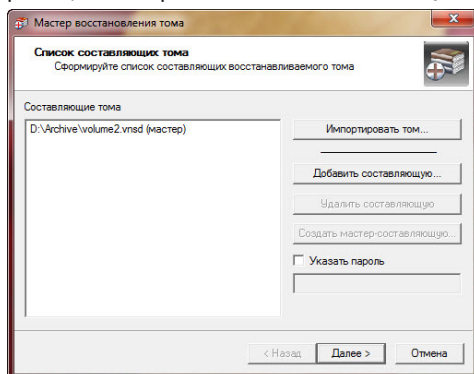 Мастер восстановления тома
Список составляющих тома
Сформируйте список составляющих восстанавливаемого тома
Составляющие тома
D:\Archive\volume2.vnsd (мастер)
Импортировать том...
Добавить составляющую...
Удалить составляющую
Создать мастер-составляющую...
Указать пароль
< Назад
Далее >
Отмена